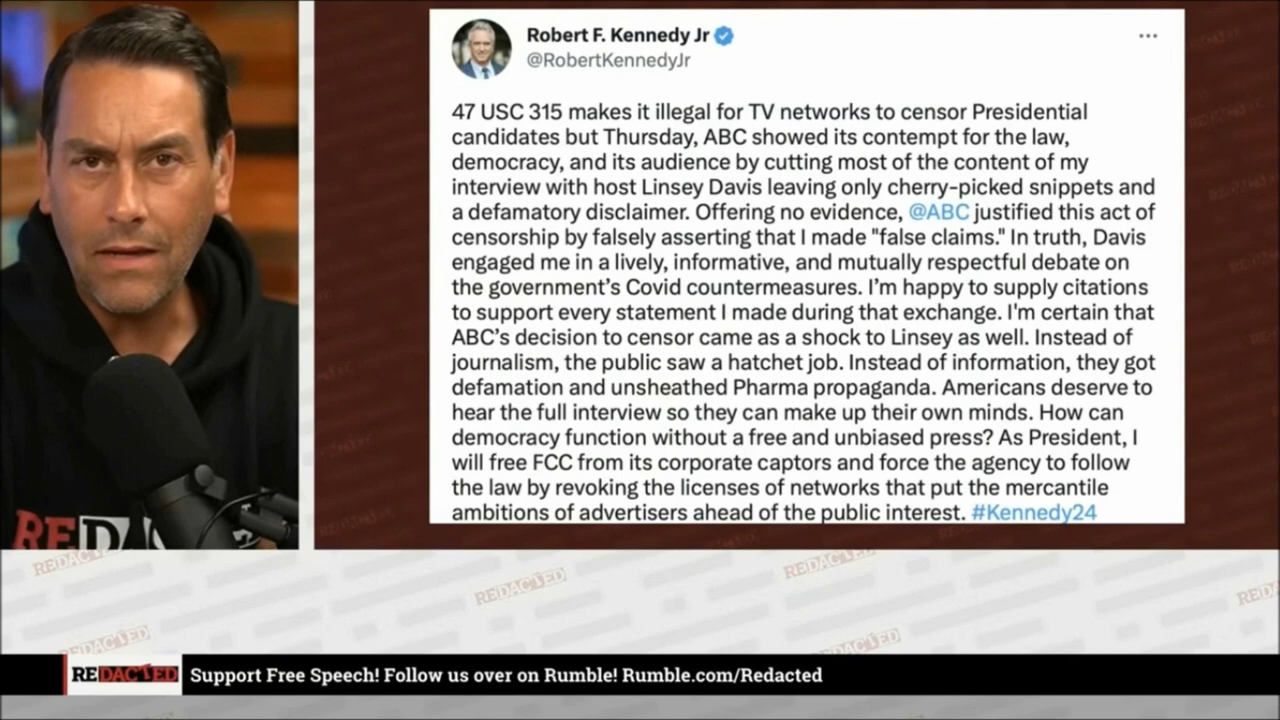 Robert F. Kennedy Jr
@RobertKennedyJr
47 USC 315 makes it illegal for TV networks to censor Presidential
candidates but Thursday, ABC showed its contempt for the law,
democracy, and its audience by cutting most of the content of my
interview with host Linsey Davis leaving only cherry-picked snippets and
a defamatory disclaimer. Offering no evidence, @ABC justified this act of
censorship by falsely asserting that I made "false claims." In truth, Davis
engaged me in a lively, informative, and mutually respectful debate on
the government’s Covid countermeasures. I’m happy to supply citations
to support every statement I made during that exchange. I'm certain that
ABC’s decision to censor came as a shock to Linsey as well. Instead of
journalism, the public saw a hatchet job. Instead of information, they got
defamation and unsheathed Pharma propaganda. Americans deserve to
hear the full interview so they can make up their own minds. How can
democracy function without a free and unbiased press? As President, I
will free FCC from its corporate captors and force the agency to follow
the law by revoking the licenses of networks that put the mercantile
ambitions of advertisers ahead of the public interest. #Kennedy24
REDACTED
REDACTED
REDACTED
REDACTED
REDACTED
REDACTED Support Free Speech! Follow us over on Rumble! Rumble.com/Redacted